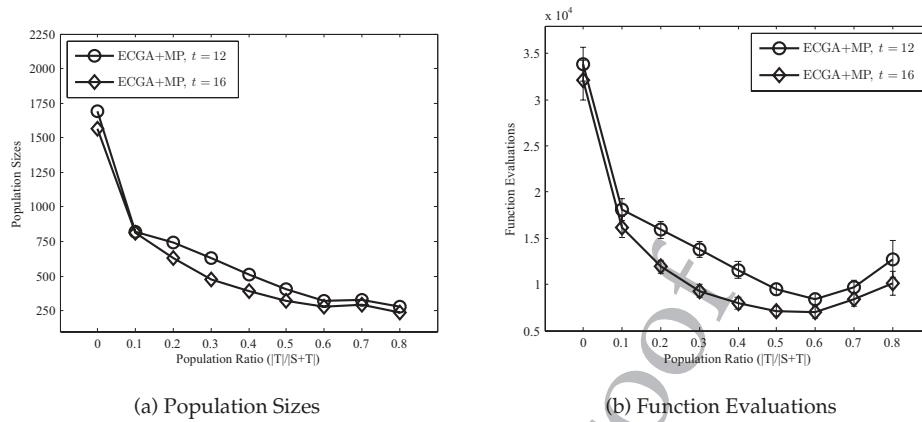 2250
2000
1750
1500
1250
1000
750
500
250
Population Sizes
ECGA+MP, t = 12
ECGA+MP, t = 16
0 0.1 0.2 0.3 0.4 0.5 0.6 0.7 0.8
Population Ratio (|T|/|S+T|)
(a) Population Sizes
x 10⁴
3.5
3
2.5
2
1.5
1
0.5
Function Evaluations
ECGA+MP, t = 12
ECGA+MP, t = 16
0 0.1 0.2 0.3 0.4 0.5 0.6 0.7 0.8
Population Ratio (|T|/|S+T|)
(b) Function Evaluations